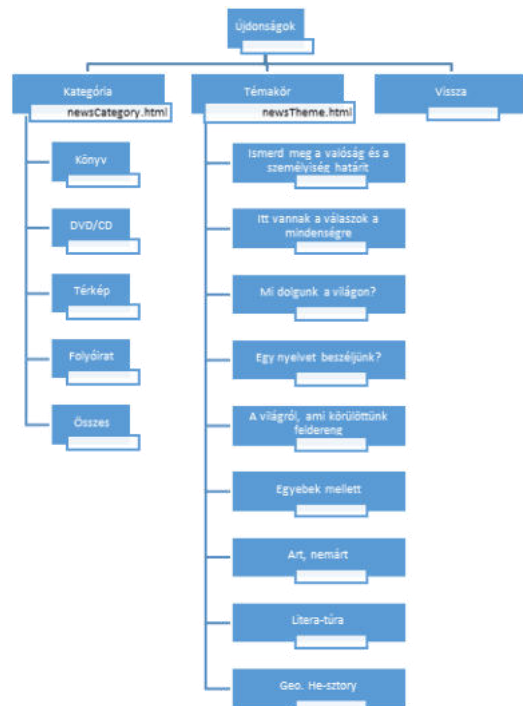 Újdonságok
Kategória
newsCategory.html
Könyv
DVD/CD
Térkép
Folyóirat
Összes
Témakör
newsTheme.html
Ismerd meg a valóság és a
személyiség határit
Itt vannak a válaszok a
mindenségre
Mi dolgunk a világon?
Egy nyelvet beszéljünk?
A világról, ami körülöttünk
feldereng
Egyebek mellett
Art, nemárt
Litera-túra
Geo. He-sztory
Vissza